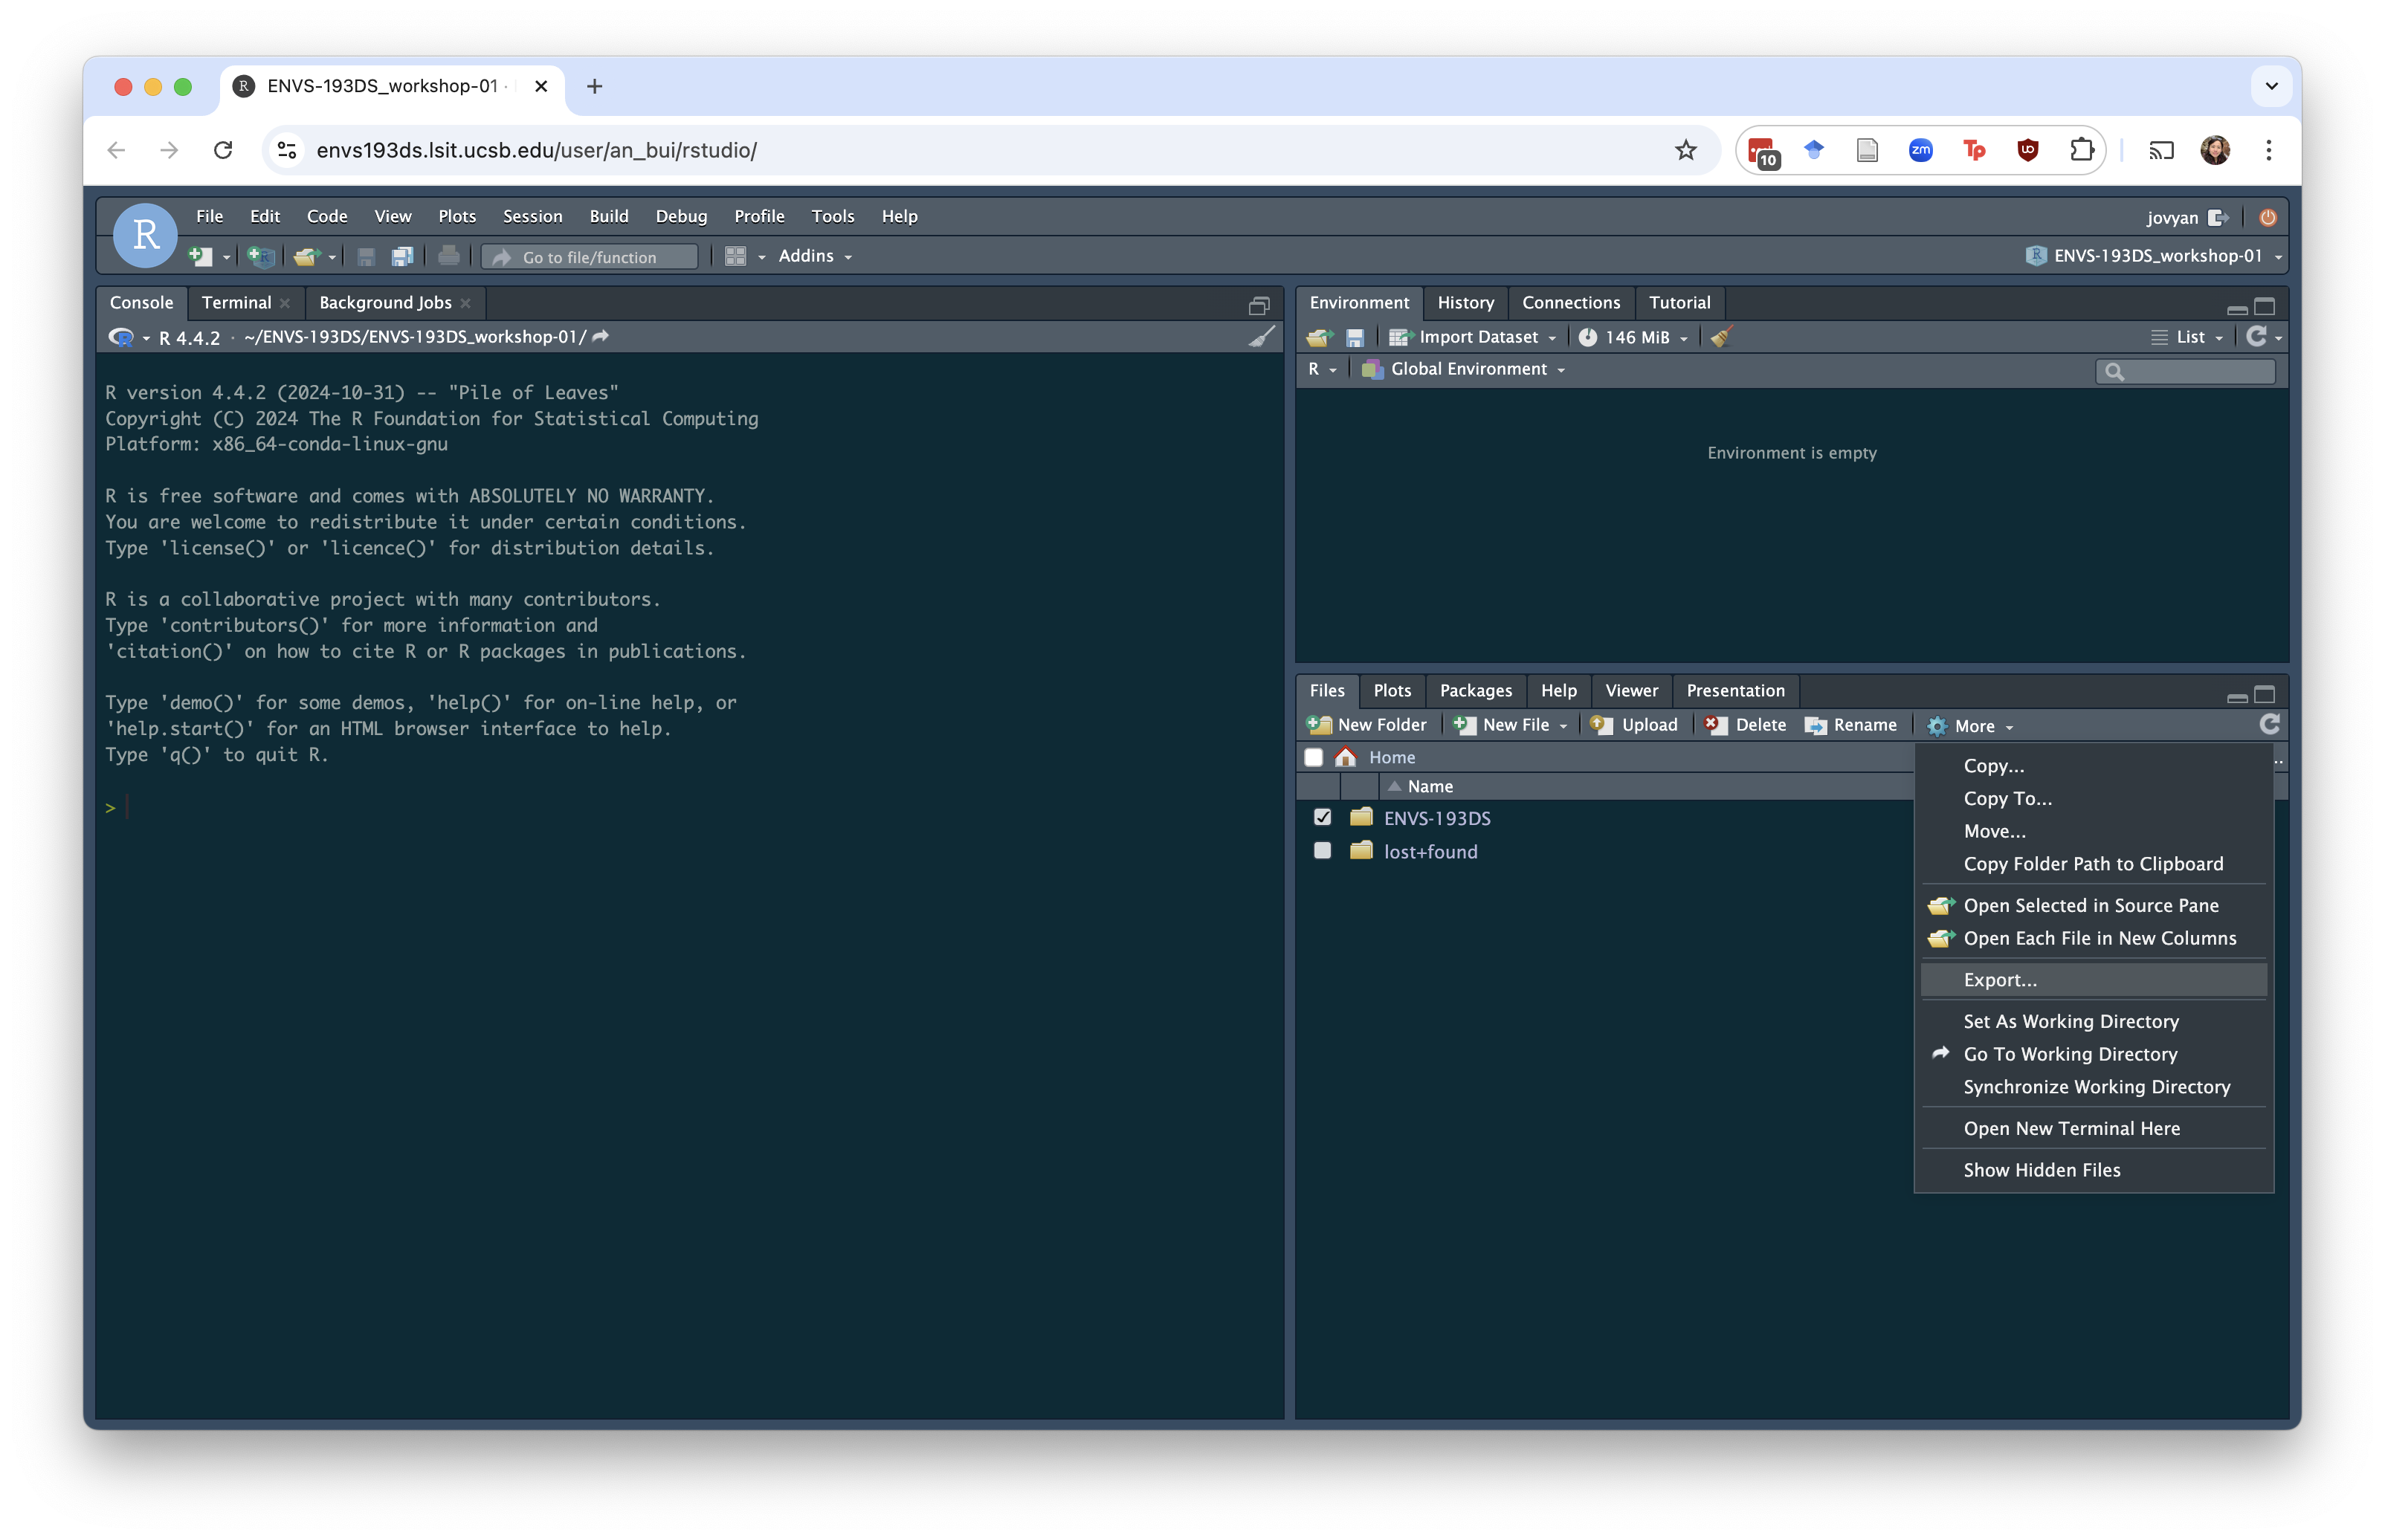 ENVS-193DS_workshop-01 ·
envs193ds.lsit.ucsb.edu/user/an_bui/rstudio/
10
zm
Tp
R
File Edit Code View Plots Session Build Debug Profile Tools Help
jovyan
Go to file/function
Addins
ENVS-193DS_workshop-01
Console Terminal Background Jobs
R 4.4.2 · ~/ENVS-193DS/ENVS-193DS_workshop-01/
R version 4.4.2 (2024-10-31) -- "Pile of Leaves"
Copyright (C) 2024 The R Foundation for Statistical Computing
Platform: x86_64-conda-linux-gnu
R is free software and comes with ABSOLUTELY NO WARRANTY.
You are welcome to redistribute it under certain conditions.
Type 'license()' or 'licence()' for distribution details.
R is a collaborative project with many contributors.
Type 'contributors()' for more information and
'citation()' on how to cite R or R packages in publications.
Type 'demo()' for some demos, 'help()' for on-line help, or
'help.start()' for an HTML browser interface to help.
Type 'q()' to quit R.
>
Environment History Connections Tutorial
Import Dataset 146 MiB List
R Global Environment
Environment is empty
Files Plots Packages Help Viewer Presentation
New Folder New File Upload Delete Rename More
Home
Name
ENVS-193DS
lost+found
Copy...
Copy To...
Move...
Copy Folder Path to Clipboard
Open Selected in Source Pane
Open Each File in New Columns
Export...
Set As Working Directory
Go To Working Directory
Synchronize Working Directory
Open New Terminal Here
Show Hidden Files